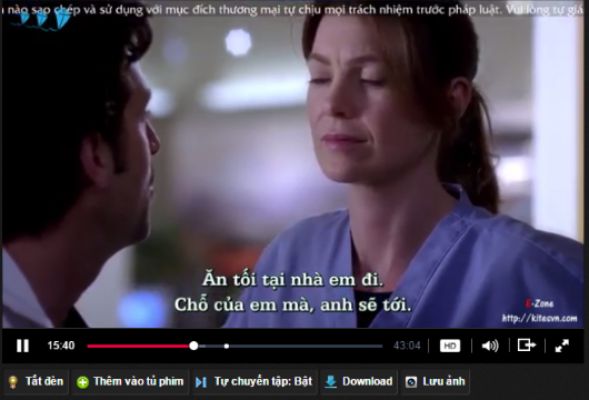 nào sao chép và sử dụng với mục đích thương mại tự chịu mọi trách nhiệm trước pháp luật. Vui lòng tự giá
Ăn tối tại nhà em đi.
Chỗ của em mà, anh sẽ tới.
E-Zone
http://kitesvn.com/
15:40
43:04
HD
Tắt đèn
Thêm vào tủ phim
Tự chuyển tập: Bật
Download
Lưu ảnh